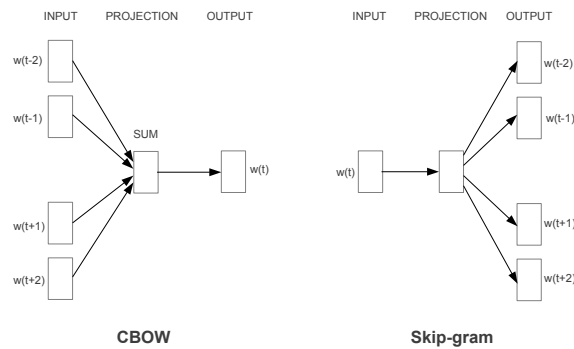 INPUT PROJECTION OUTPUT
w(t-2)
w(t-1)
SUM
w(t)
w(t+1)
w(t+2)
CBOW
INPUT PROJECTION OUTPUT
w(t-2)
w(t-1)
w(t)
w(t+1)
w(t+2)
Skip-gram